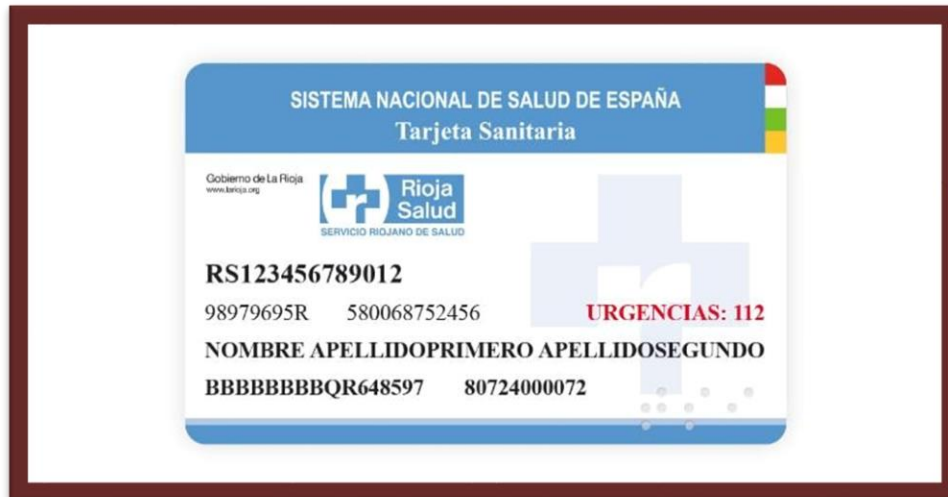 SISTEMA NACIONAL DE SALUD DE ESPAÑA
Tarjeta Sanitaria
Gobierno de La Rioja
www.larioja.org
Rioja
Salud
SERVICIO RIOJANO DE SALUD
RS123456789012
98979695R 580068752456 URGENCIAS: 112
NOMBRE APELLIDOPRIMERO APELLIDOSEGUNDO
BBBBBBBBQR648597 80724000072